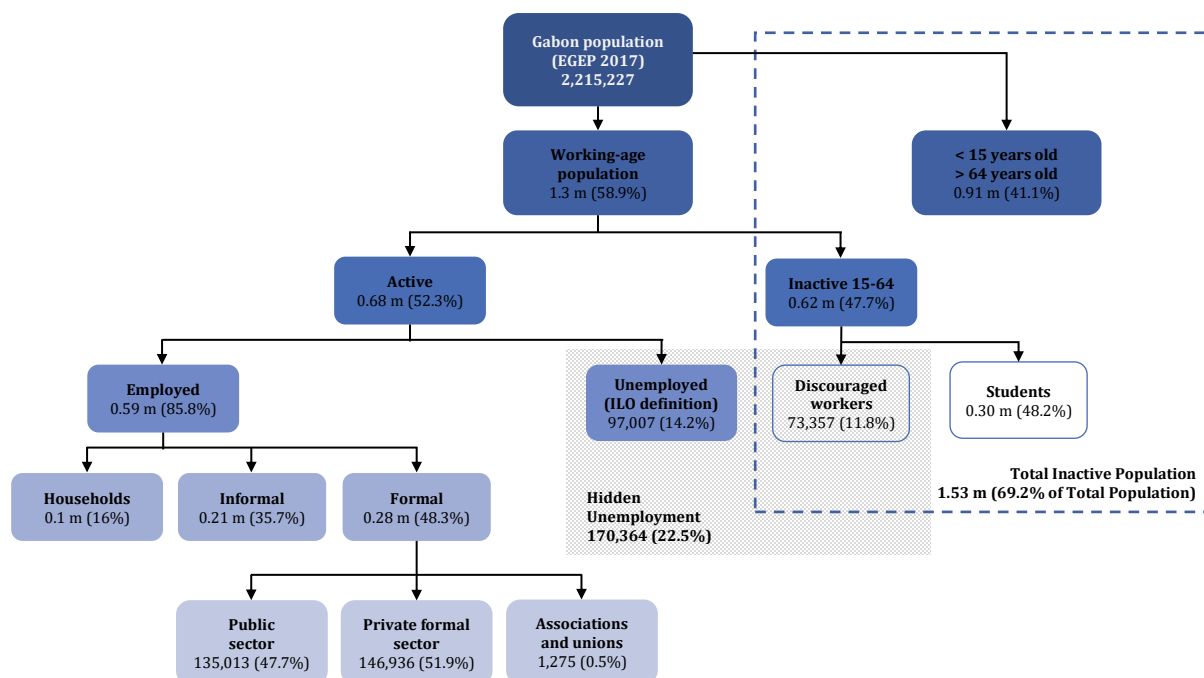 Gabon population
(EGEP 2017)
2,215,227
Working-age
population
1.3 m (58.9%)
< 15 years old
> 64 years old
0.91 m (41.1%)
Active
0.68 m (52.3%)
Inactive 15-64
0.62 m (47.7%)
Employed
0.59 m (85.8%)
Unemployed
(ILO definition)
97,007 (14.2%)
Discouraged
workers
73,357 (11.8%)
Students
0.30 m (48.2%)
Households
0.1 m (16%)
Informal
0.21 m (35.7%)
Formal
0.28 m (48.3%)
Hidden
Unemployment
170,364 (22.5%)
Total Inactive Population
1.53 m (69.2% of Total Population)
Public
sector
135,013 (47.7%)
Private formal
sector
146,936 (51.9%)
Associations
and unions
1,275 (0.5%)